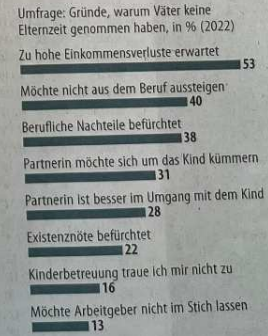 Umfrage: Gründe, warum Väter keine
Elternzeit genommen haben, in % (2022)
Zu hohe Einkommensverluste erwartet
53
Möchte nicht aus dem Beruf aussteigen
40
Berufliche Nachteile befürchtet
38
Partnerin möchte sich um das Kind kümmern
31
Partnerin ist besser im Umgang mit dem Kind
28
Existenznöte befürchtet
22
Kinderbetreuung traue ich mir nicht zu
16
Möchte Arbeitgeber nicht im Stich lassen
13